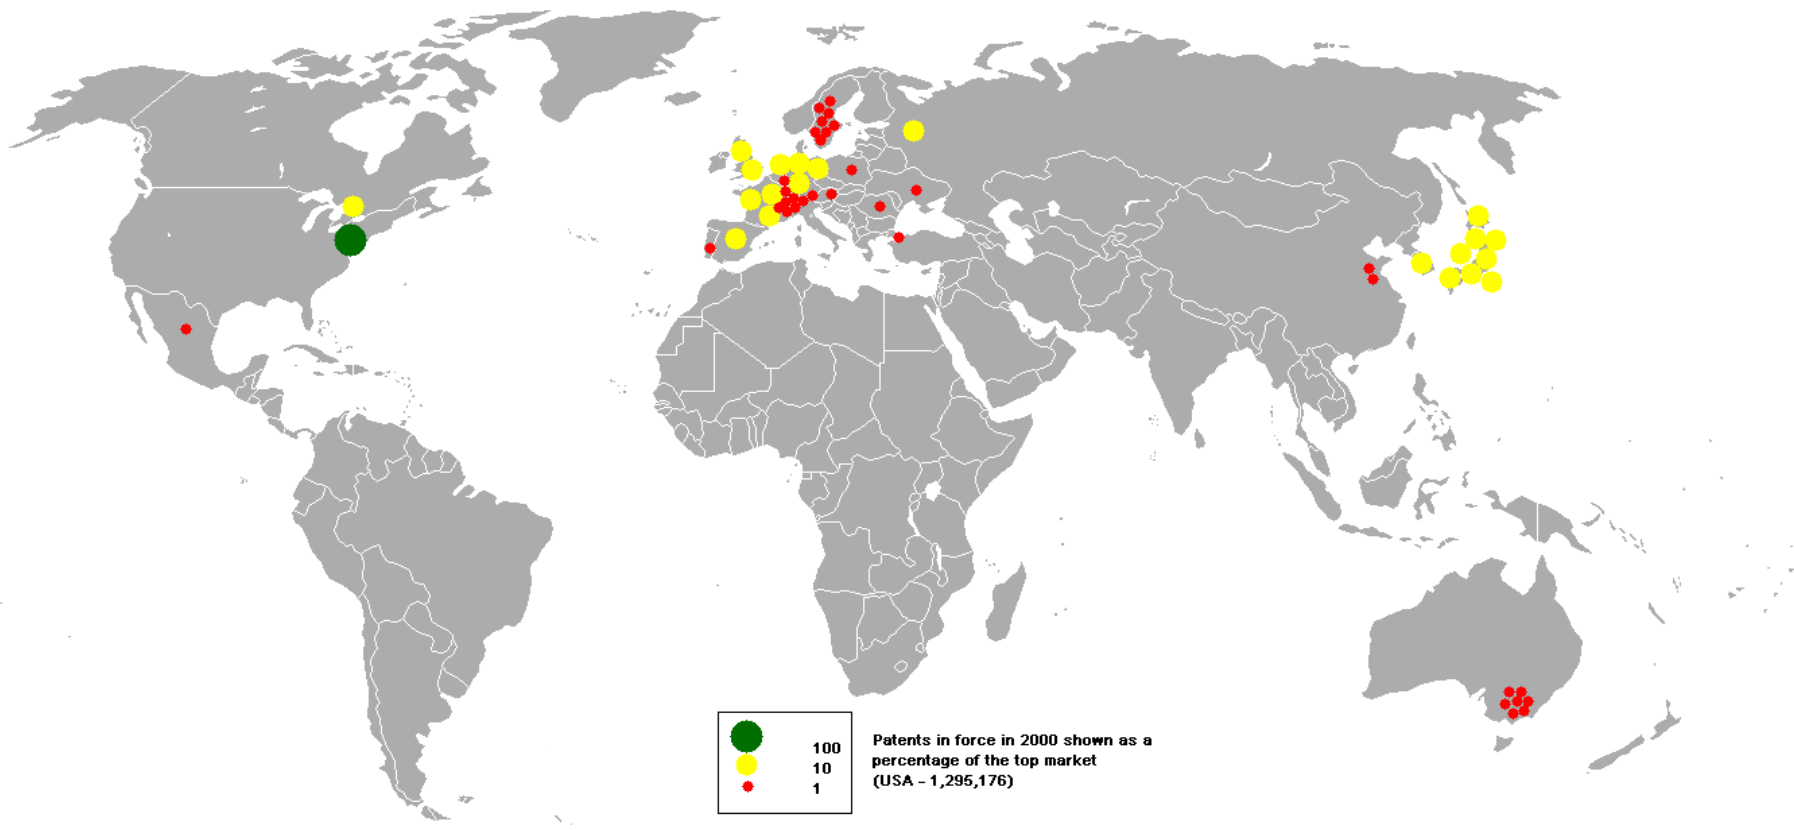 100
10
1
Patents in force in 2000 shown as a
percentage of the top market
(USA - 1,295,176)